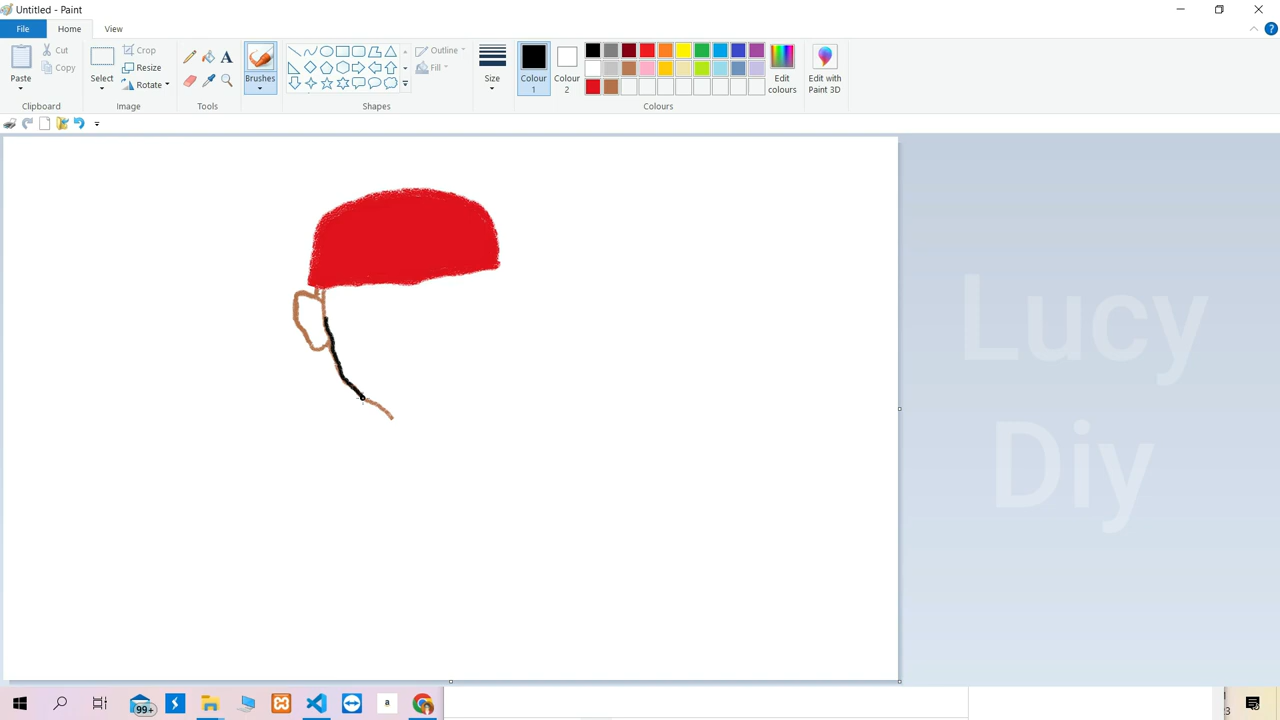 Untitled - Paint
File Home View
Paste
Cut
Copy
Clipboard
Select
Crop
Resize
Rotate
Image
A
Tools
Brushes
Outline
Fill
Shapes
Size
Colour 1
Colour 2
Colours
Edit colours
Edit with Paint 3D
Lucy
Diy
99+
a
3